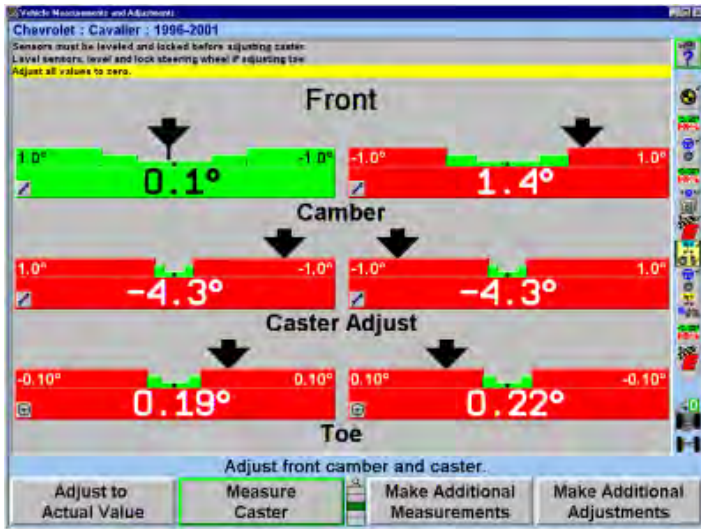 Vehicle Measurements and Adjustments
Chevrolet : Cavalier : 1996-2001
Sensors must be leveled and locked before adjusting caster.
Level sensors, level and lock steering wheel if adjusting toe.
Adjust all values to zero.
Front
1.0° -1.0° -1.0° 1.0°
0.1° 1.4°
Camber
1.0° -1.0° -1.0° 1.0°
-4.3° -4.3°
Caster Adjust
-0.10° 0.10° 0.10° -0.10°
0.19° 0.22°
Toe
Adjust front camber and caster.
Adjust to Measure Make Additional Make Additional
Actual Value Caster Measurements Adjustments